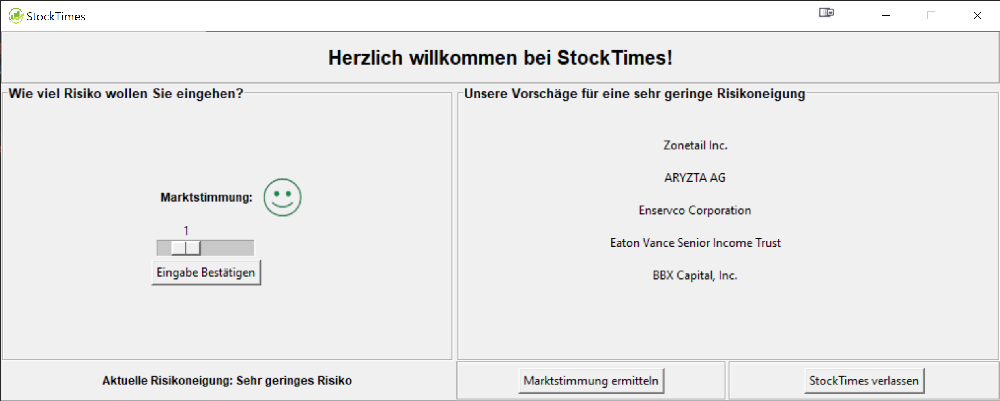 StockTimes
Herzlich willkommen bei StockTimes!
Wie viel Risiko wollen Sie eingehen?
Unsere Vorschäge für eine sehr geringe Risikoneigung
Marktstimmung:
1
Eingabe Bestätigen
Zonetail Inc.
ARYZTA AG
Enservco Corporation
Eaton Vance Senior Income Trust
BBX Capital, Inc.
Aktuelle Risikoneigung: Sehr geringes Risiko
Marktstimmung ermitteln
StockTimes verlassen